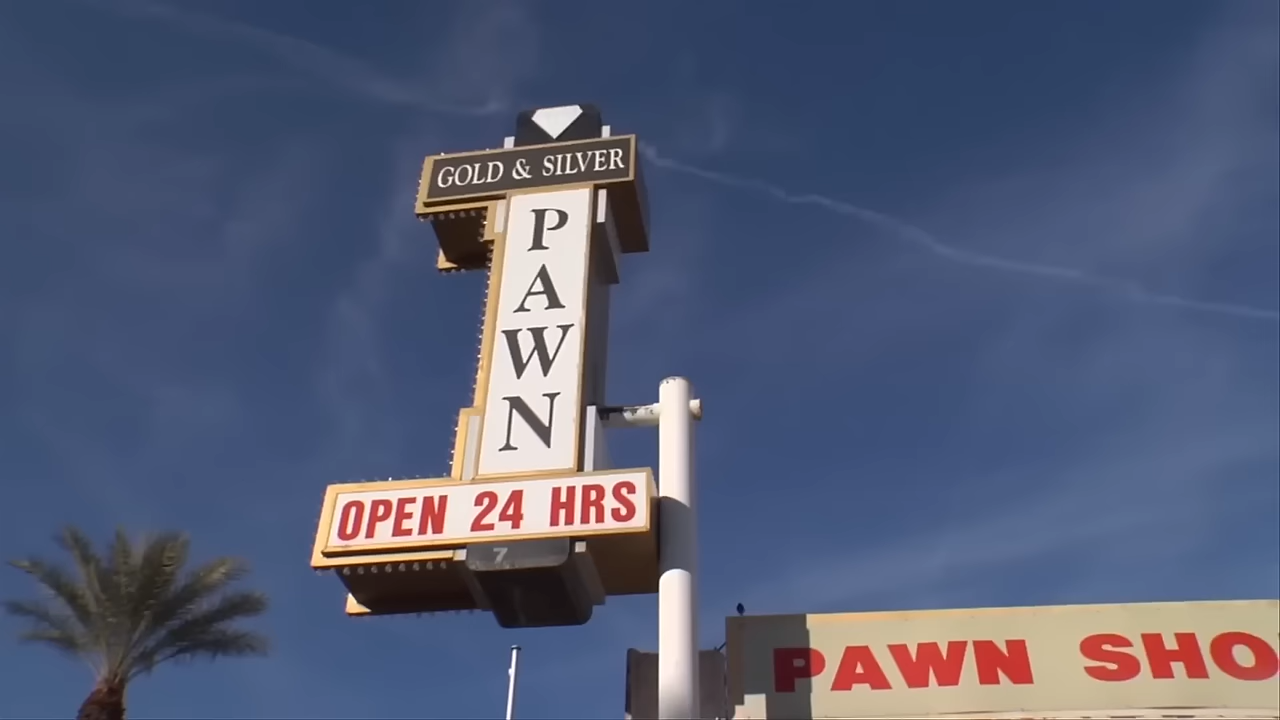 GOLD & SILVER
PAWN
OPEN 24 HRS
7
PAWN SHO